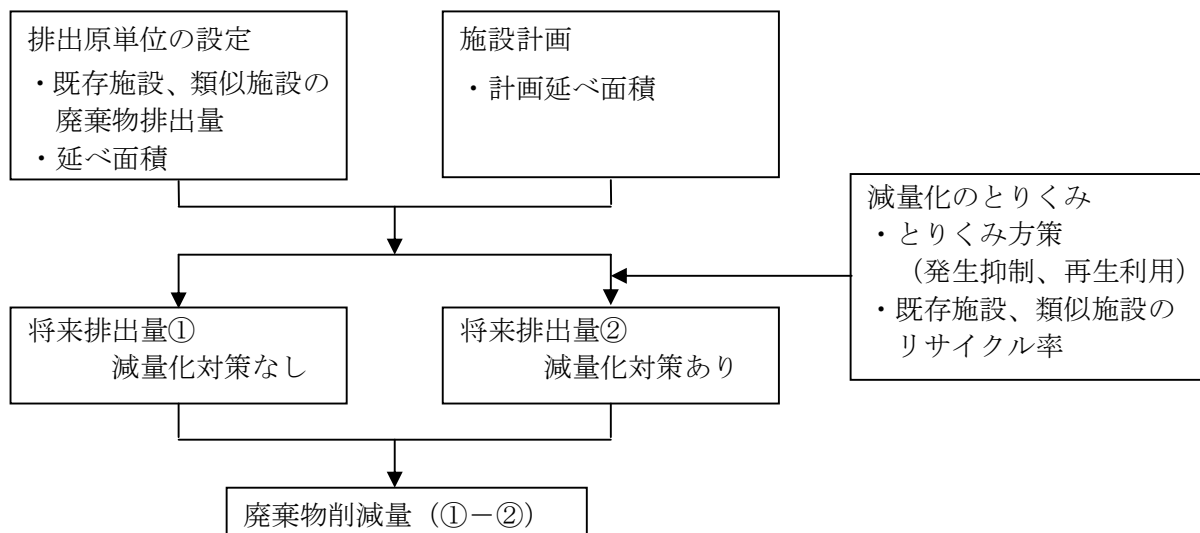 排出原単位の設定
・既存施設、類似施設の
廃棄物排出量
・延べ面積
施設計画
・計画延べ面積
減量化のとりくみ
・とりくみ方策
(発生抑制、再生利用)
・既存施設、類似施設の
リサイクル率
将来排出量①
減量化対策なし
将来排出量②
減量化対策あり
廃棄物削減量(①-②)